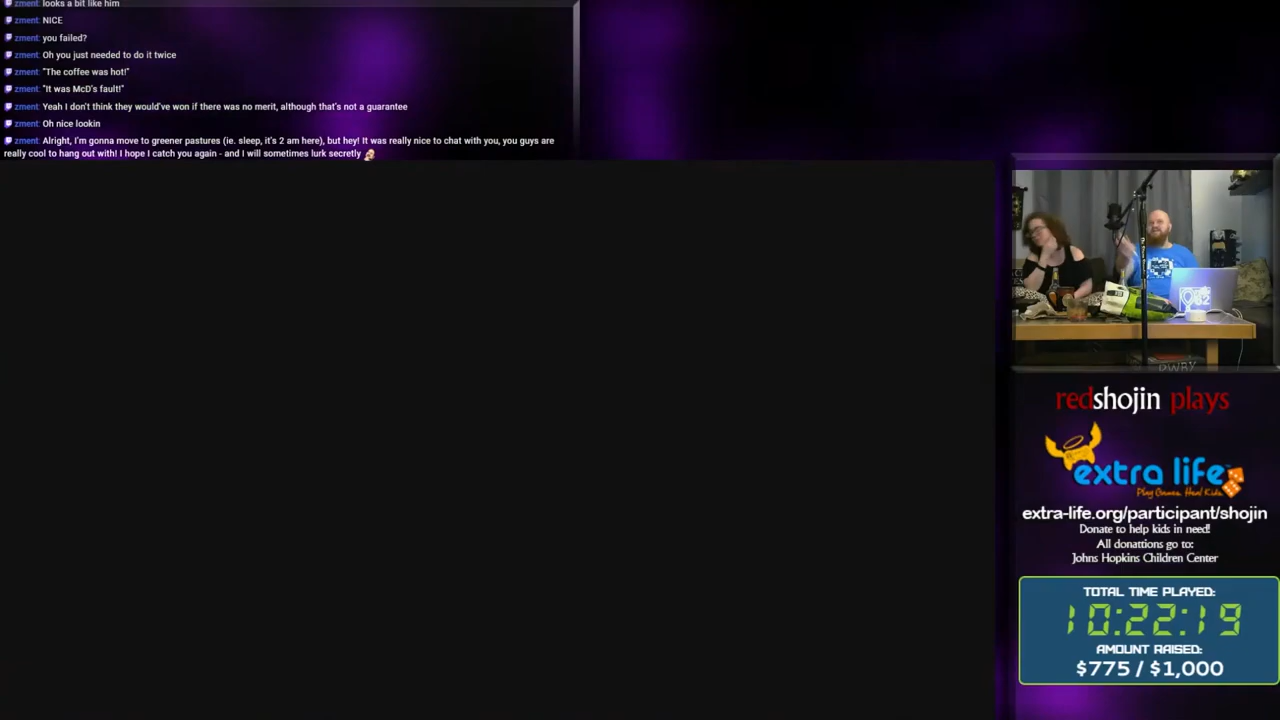 zment: looks a bit like him
zment: NICE
zment: you failed?
zment: Oh you just needed to do it twice
zment: "The coffee was hot!"
zment: "It was McD's fault!"
zment: Yeah I don't think they would've won if there was no merit, although that's not a guarantee
zment: Oh nice lookin
zment: Alright, I'm gonna move to greener pastures (ie. sleep, it's 2 am here), but hey! It was really nice to chat with you, you guys are
really cool to hang out with! I hope I catch you again - and I will sometimes lurk secretly
redshojin plays
extra life
Play Games. Heal Kids.
extra-life.org/participant/shojin
Donate to help kids in need!
All donattions go to:
Johns Hopkins Children Center
TOTAL TIME PLAYED:
10:22:19
AMOUNT RAISED:
$775 / $1,000